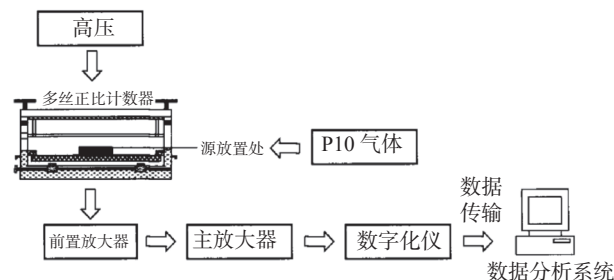 高压
多丝正比计数器
源放置处
P10 气体
数据
传输
前置放大器
主放大器
数字化仪
数据分析系统